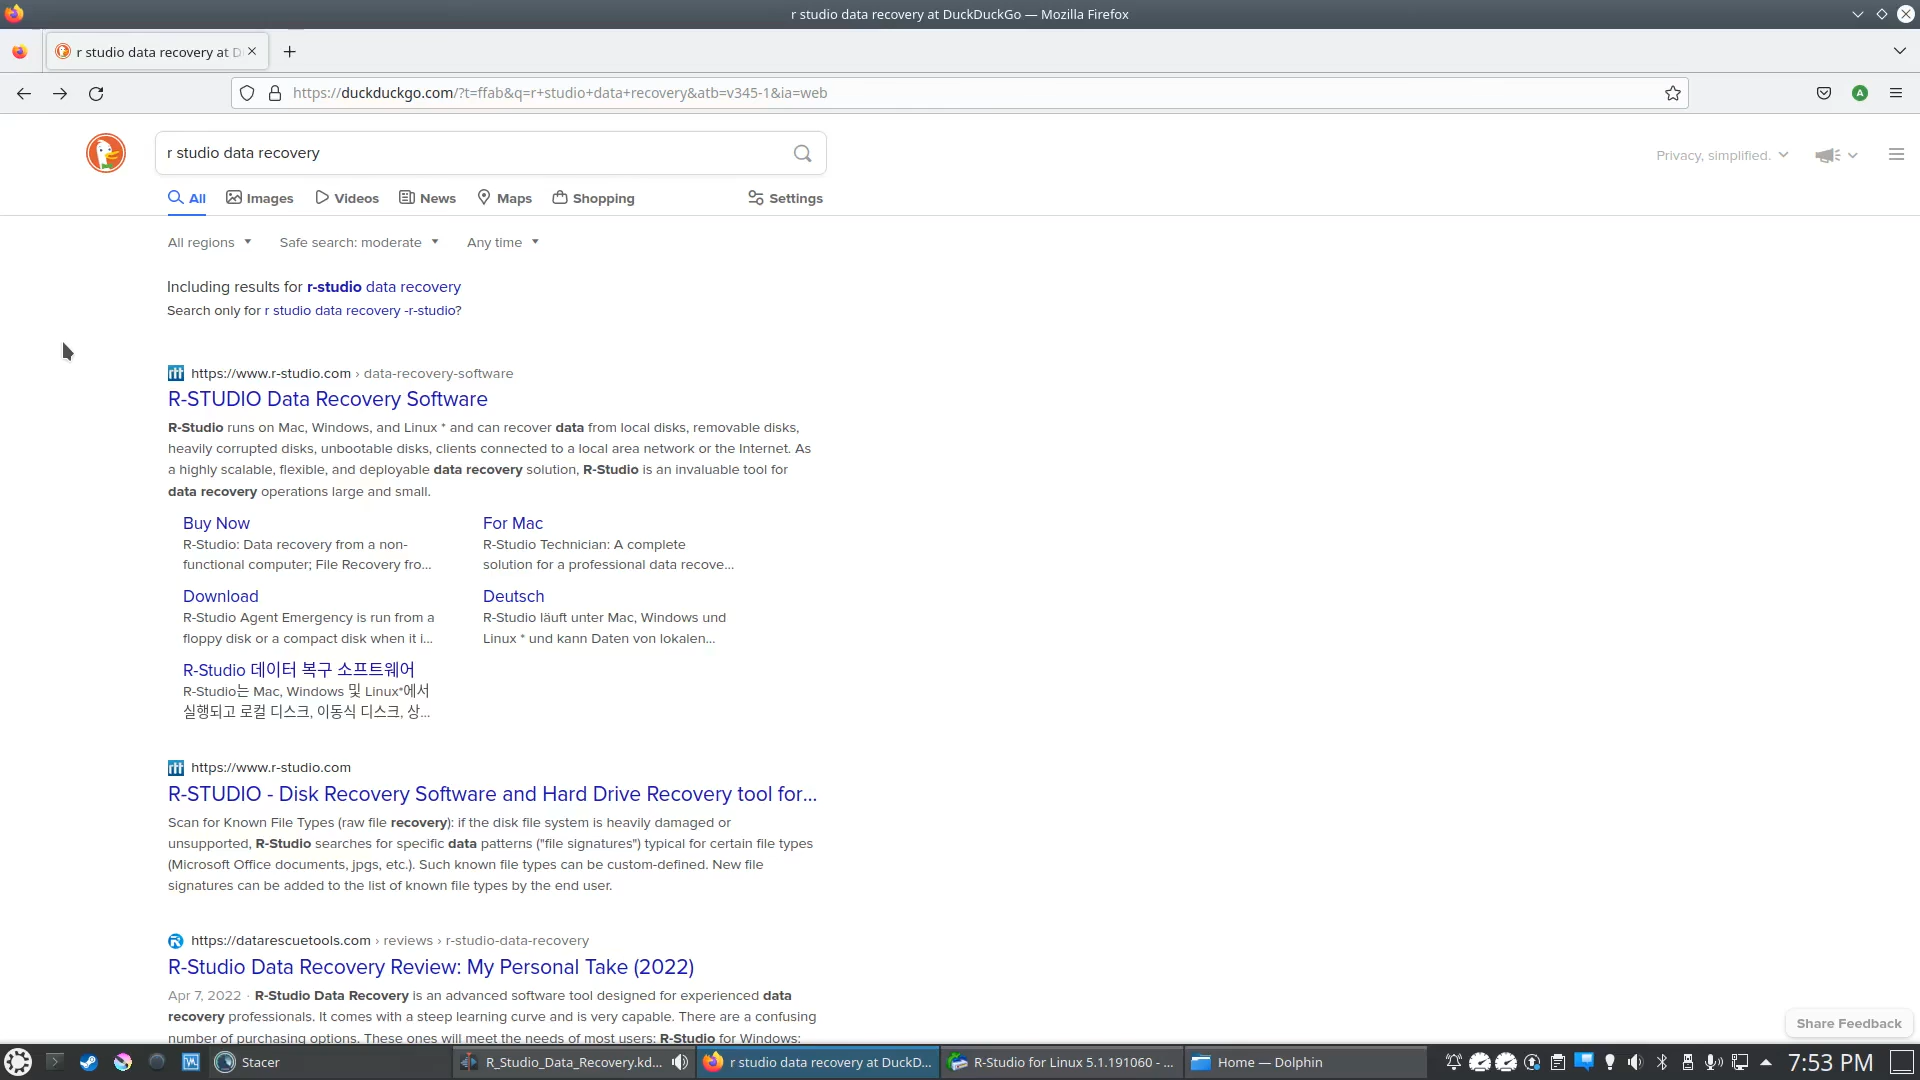 r studio data recovery at DuckDuckGo — Mozilla Firefox
r studio data recovery at D
https://duckduckgo.com/?t=ffab&q=r+studio+data+recovery&atb=v345-1&ia=web
A
r studio data recovery
Privacy, simplified.
All Images Videos News Maps Shopping Settings
All regions Safe search: moderate Any time
Including results for r-studio data recovery
Search only for r studio data recovery -r-studio?
https://www.r-studio.com › data-recovery-software
R-STUDIO Data Recovery Software
R-Studio runs on Mac, Windows, and Linux * and can recover data from local disks, removable disks,
heavily corrupted disks, unbootable disks, clients connected to a local area network or the Internet. As
a highly scalable, flexible, and deployable data recovery solution, R-Studio is an invaluable tool for
data recovery operations large and small.
Buy Now
R-Studio: Data recovery from a non-
functional computer; File Recovery fro...
For Mac
R-Studio Technician: A complete
solution for a professional data recove...
Download
R-Studio Agent Emergency is run from a
floppy disk or a compact disk when it i...
Deutsch
R-Studio läuft unter Mac, Windows und
Linux * und kann Daten von lokalen...
R-Studio 데이터 복구 소프트웨어
R-Studio는 Mac, Windows 및 Linux*에서
실행되고 로컬 디스크, 이동식 디스크, 상...
https://www.r-studio.com
R-STUDIO - Disk Recovery Software and Hard Drive Recovery tool for...
Scan for Known File Types (raw file recovery): if the disk file system is heavily damaged or
unsupported, R-Studio searches for specific data patterns ("file signatures") typical for certain file types
(Microsoft Office documents, jpgs, etc.). Such known file types can be custom-defined. New file
signatures can be added to the list of known file types by the end user.
https://datarescuetools.com › reviews › r-studio-data-recovery
R-Studio Data Recovery Review: My Personal Take (2022)
Apr 7, 2022 · R-Studio Data Recovery is an advanced software tool designed for experienced data
recovery professionals. It comes with a steep learning curve and is very capable. There are a confusing
number of purchasing options. These ones will meet the needs of most users: R-Studio for Windows:
Share Feedback
Stacer
R_Studio_Data_Recovery.kd...
r studio data recovery at DuckD...
R-Studio for Linux 5.1.191060 - ...
Home — Dolphin
7:53 PM